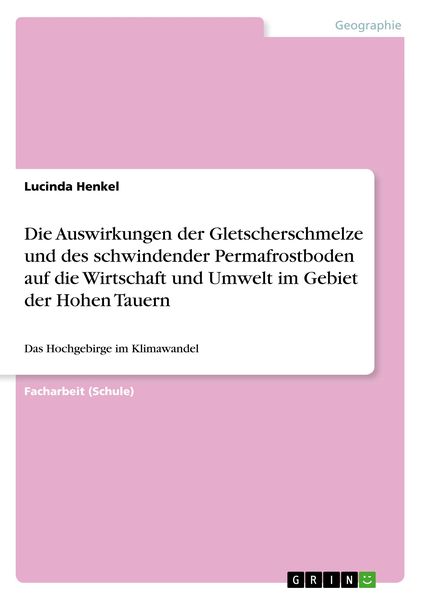 Geographie
Lucinda Henkel
Die Auswirkungen der Gletscherschmelze
und des schwindender Permafrostboden
auf die Wirtschaft und Umwelt im Gebiet
der Hohen Tauern
Das Hochgebirge im Klimawandel
Facharbeit (Schule)
GRIN